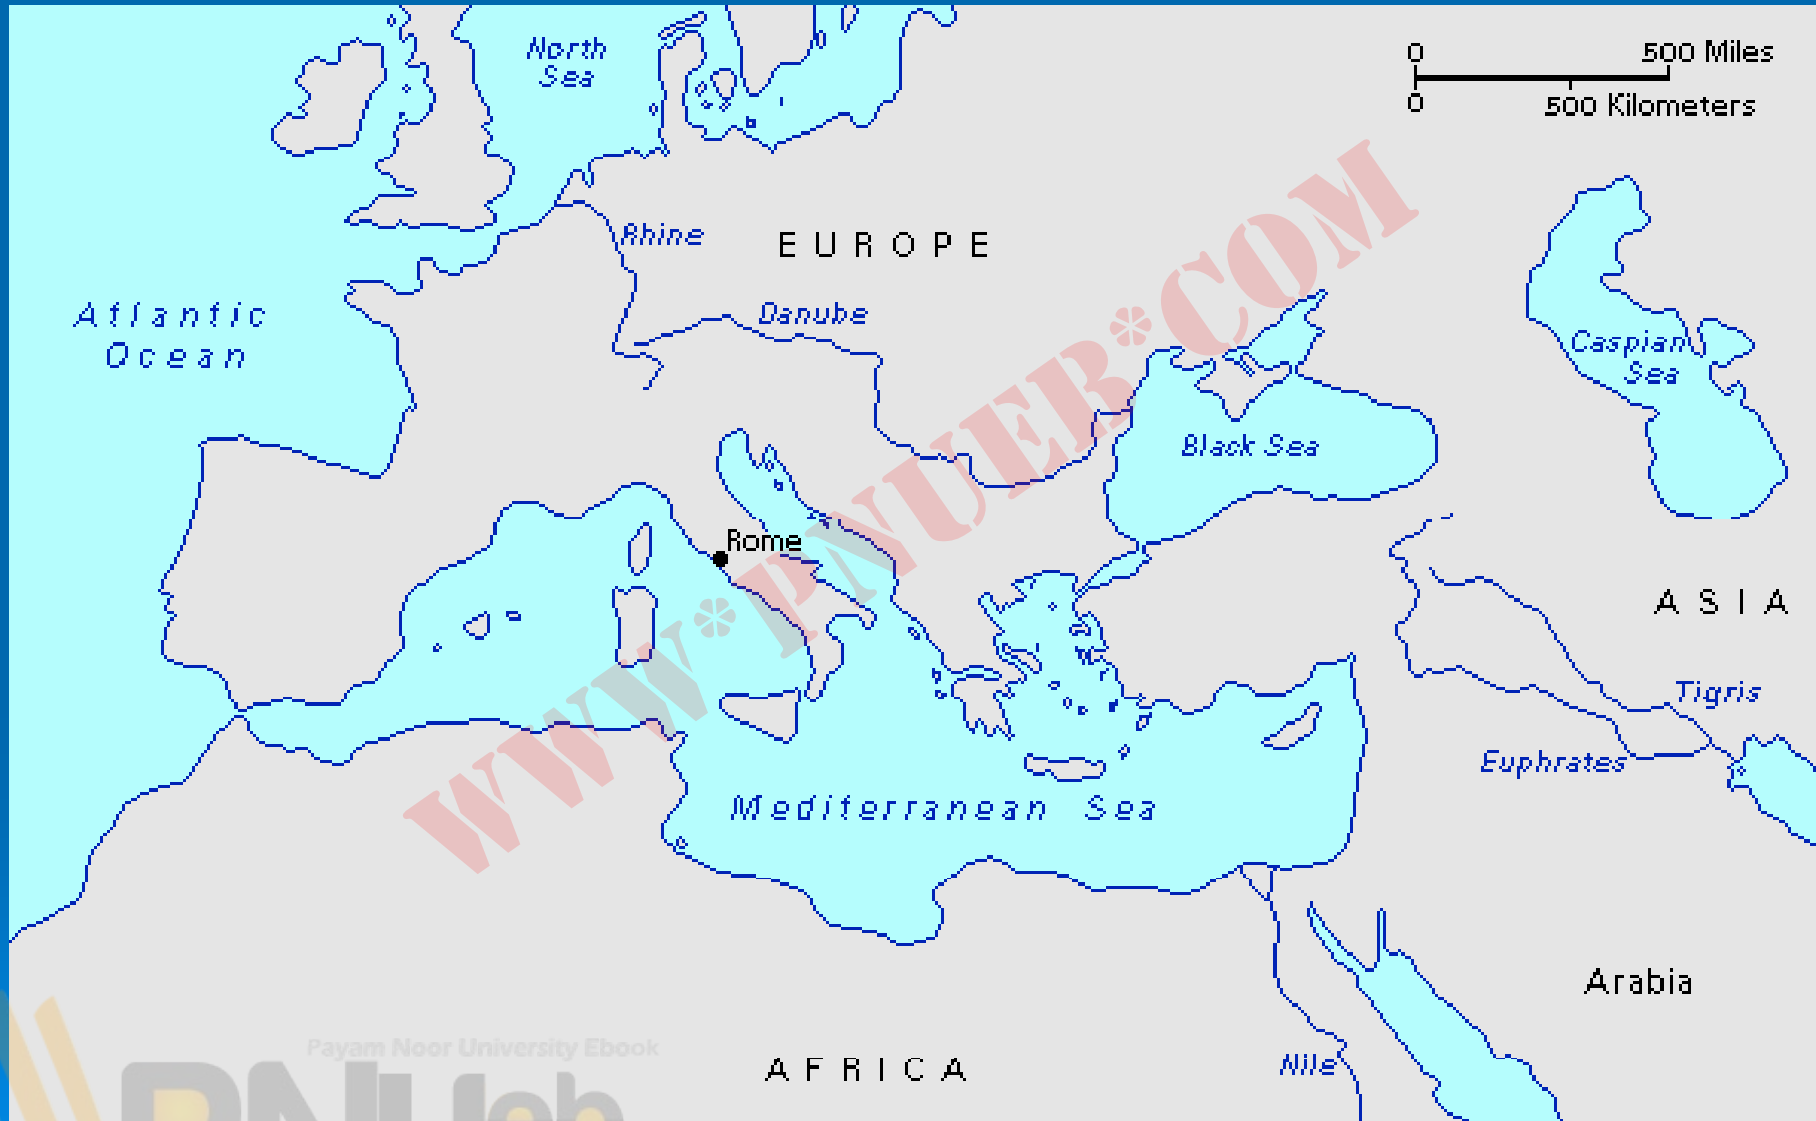 North
Sea
0 500 Miles
0 500 Kilometers
Rhine
EUROPE
Atlantic
Ocean
Danube
Caspian
Sea
Black Sea
Rome
ASIA
Tigris
Euphrates
Mediterranean Sea
Arabia
AFRICA
Nile
WWW*PNUER*COM
Payam Noor University Ebook